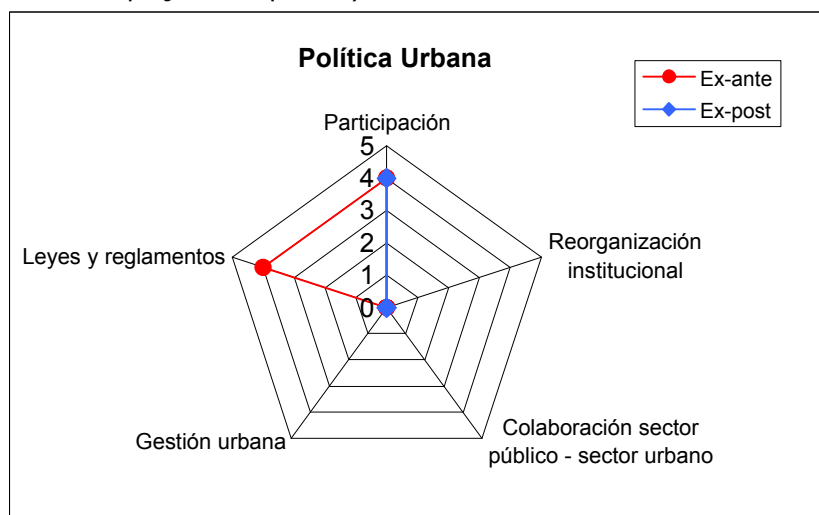 Política Urbana
Ex-ante
Ex-post
Participación
5
4
3
2
1
0
Leyes y reglamentos
Reorganización
institucional
Gestión urbana
Colaboración sector
público - sector urbano